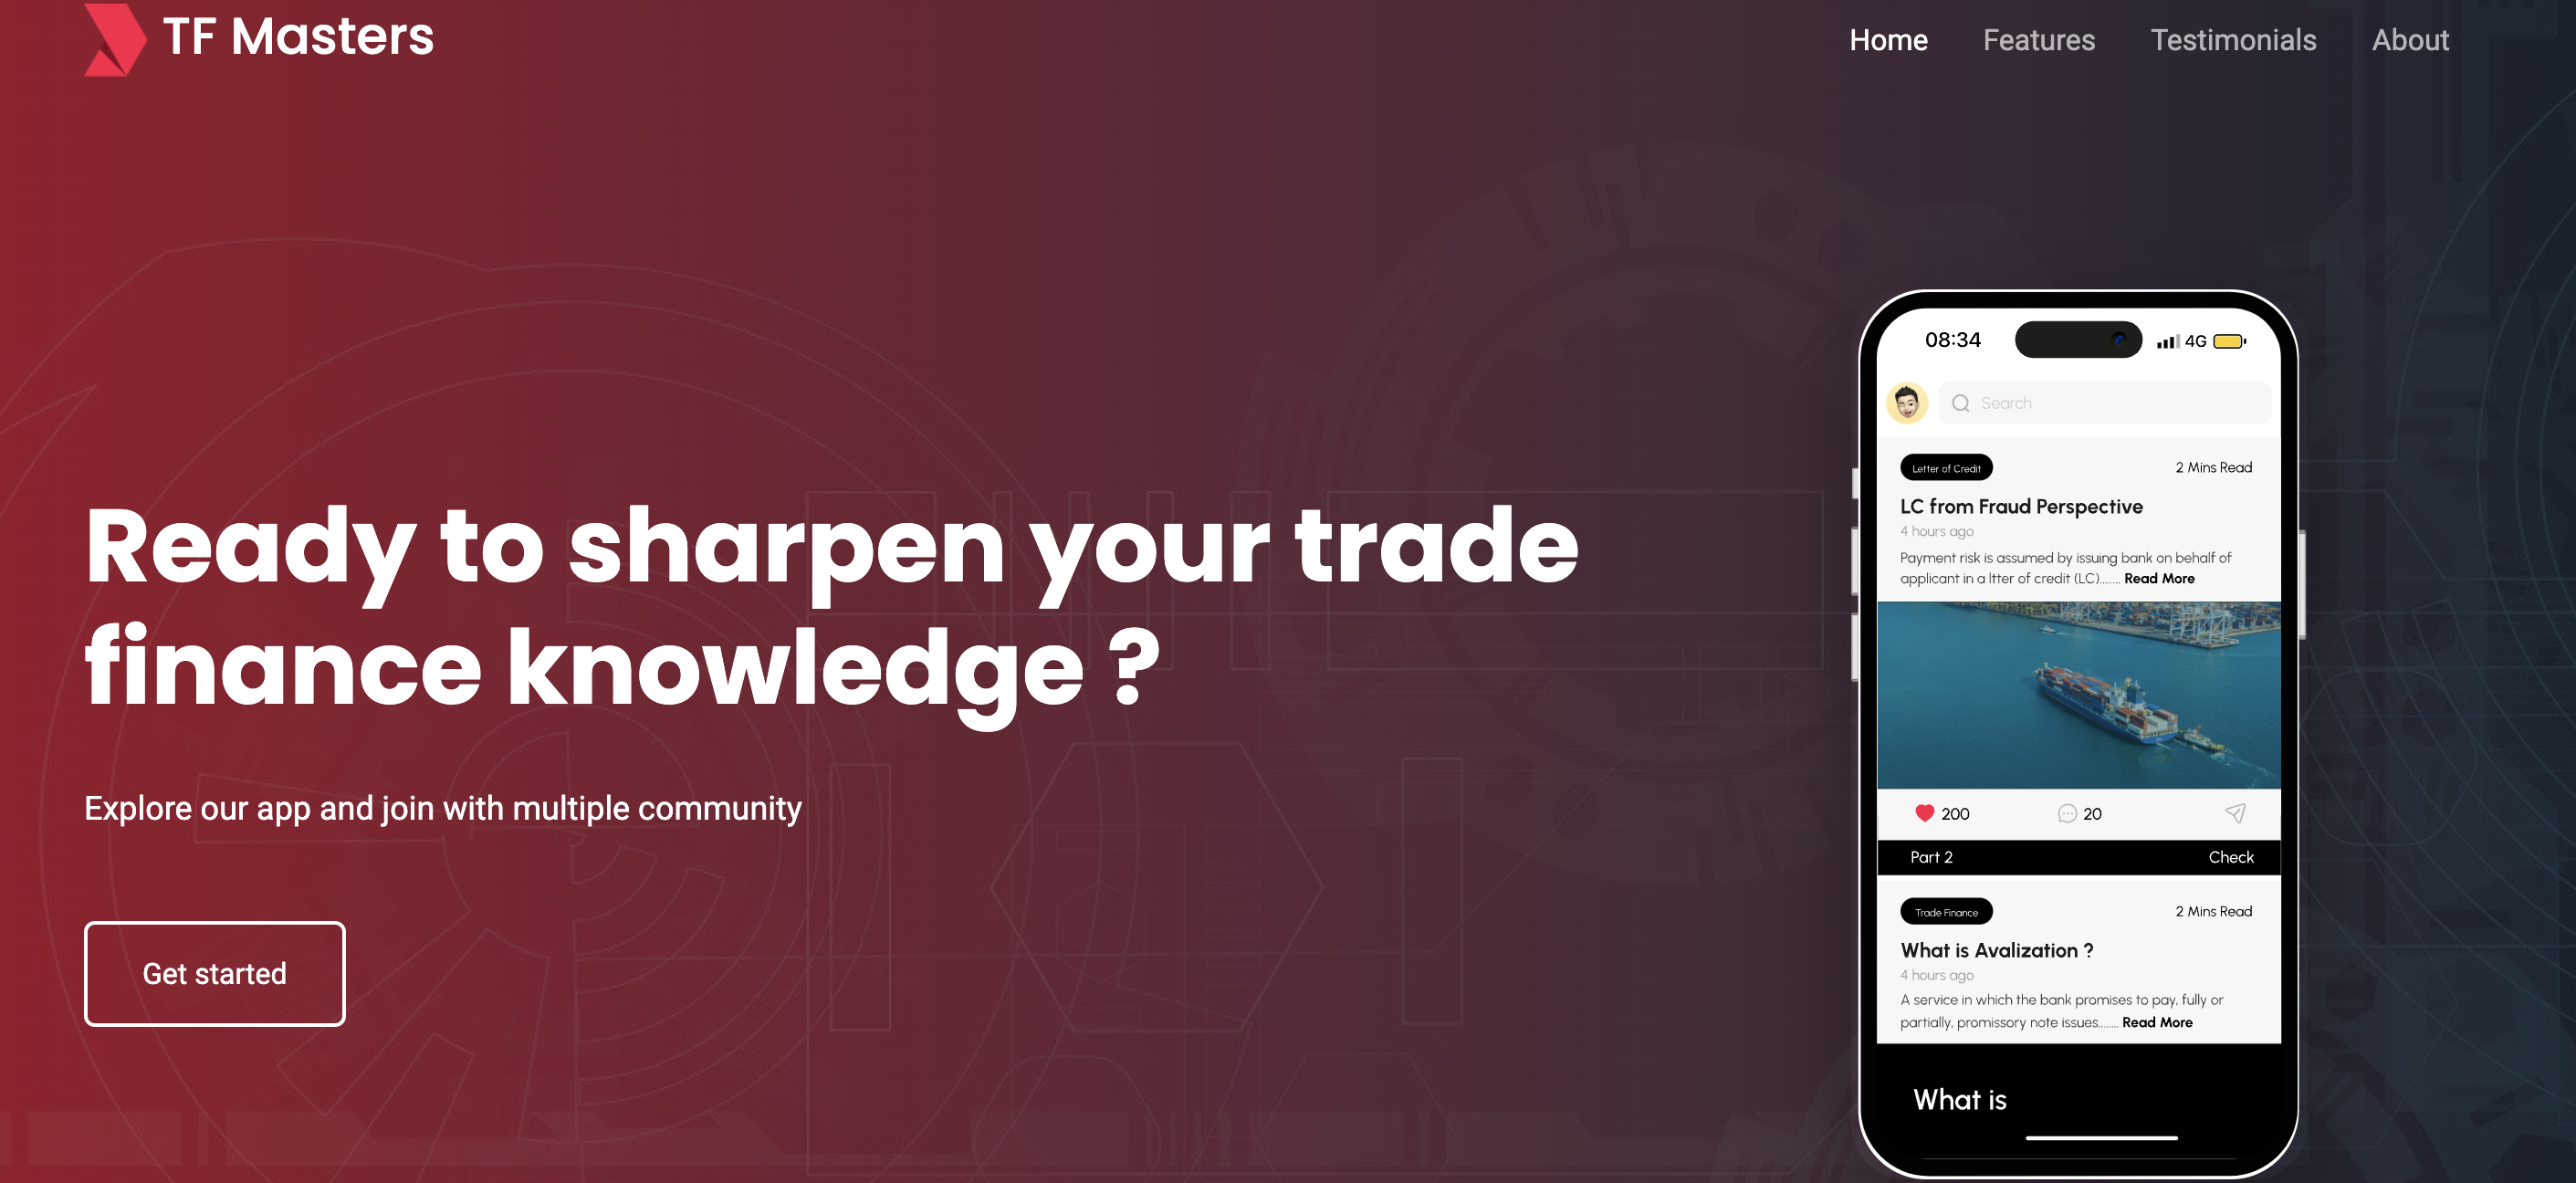 TF Masters
Home
Features
Testimonials
About
Ready to sharpen your trade
finance knowledge ?
Explore our app and join with multiple community
Get started
08:34
4G
Search
Letter of Credit
2 Mins Read
LC from Fraud Perspective
4 hours ago
Payment risk is assumed by issuing bank on behalf of
applicant in a ltter of credit (LC)........ Read More
200
20
Part 2
Check
Trade Finance
2 Mins Read
What is Avalization ?
4 hours ago
A service in which the bank promises to pay, fully or
partially, promissory note issues........ Read More
What is